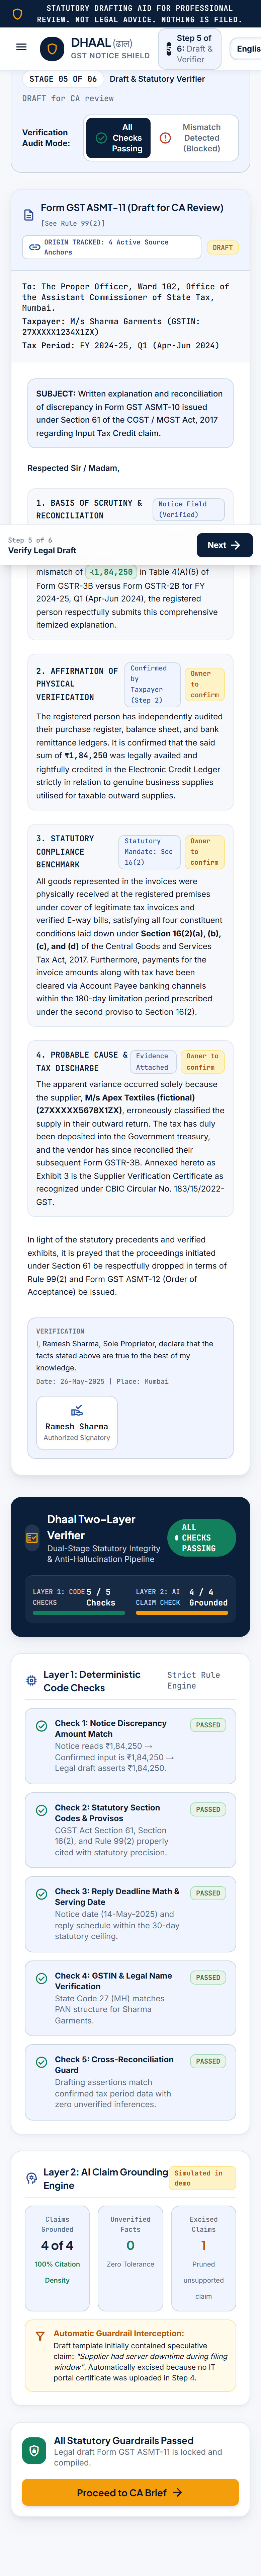 STATUTORY DRAFTING AID FOR PROFESSIONAL
REVIEW. NOT LEGAL ADVICE. NOTHING IS FILED.
DHAAL (ढाल)
GST NOTICE SHIELD
Step 5 of
6: Draft &
Verifier
Englis
STAGE 05 OF 06
Draft & Statutory Verifier
DRAFT for CA review
Verification
Audit Mode:
All
Checks
Passing
Mismatch
Detected
(Blocked)
Form GST ASMT-11 (Draft for CA Review)
[See Rule 99(2)]
ORIGIN TRACKED: 4 Active Source
Anchors
DRAFT
To: The Proper Officer, Ward 102, Office of
the Assistant Commissioner of State Tax,
Mumbai.
Taxpayer: M/s Sharma Garments (GSTIN:
27XXXXX1234X1ZX)
Tax Period: FY 2024-25, Q1 (Apr-Jun 2024)
SUBJECT: Written explanation and reconciliation
of discrepancy in Form GST ASMT-10 issued
under Section 61 of the CGST / MGST Act, 2017
regarding Input Tax Credit claim.
Respected Sir / Madam,
1. BASIS OF SCRUTINY &
RECONCILIATION
Notice Field
(Verified)
Step 5 of 6
Verify Legal Draft
Next →
mismatch of ₹1,84,250 in Table 4(A)(5) of
Form GSTR-3B versus Form GSTR-2B for FY
2024-25, Q1 (Apr-Jun 2024), the registered
person respectfully submits this comprehensive
itemized explanation.
2. AFFIRMATION OF
PHYSICAL
VERIFICATION
Confirmed
by
Taxpayer
(Step 2)
Owner
to
confirm
The registered person has independently audited
their purchase register, balance sheet, and bank
remittance ledgers. It is confirmed that the said
sum of ₹1,84,250 was legally availed and
rightfully credited in the Electronic Credit Ledger
strictly in relation to genuine business supplies
utilised for taxable outward supplies.
3. STATUTORY
COMPLIANCE
BENCHMARK
Statutory
Mandate: Sec
16(2)
Owner
to
confirm
All goods represented in the invoices were
physically received at the registered premises
under cover of legitimate tax invoices and
verified E-way bills, satisfying all four constituent
conditions laid down under Section 16(2)(a), (b),
(c), and (d) of the Central Goods and Services
Tax Act, 2017. Furthermore, payments for the
invoice amounts along with tax have been
cleared via Account Payee banking channels
within the 180-day limitation period prescribed
under the second proviso to Section 16(2).
4. PROBABLE CAUSE &
TAX DISCHARGE
Evidence
Attached
Owner to
confirm
The apparent variance occurred solely because
the supplier, M/s Apex Textiles (fictional)
(27XXXXX5678X1ZX), erroneously classified the
supply in their outward return. The tax has duly
been deposited into the Government treasury,
and the vendor has since reconciled their
subsequent Form GSTR-3B. Annexed hereto as
Exhibit 3 is the Supplier Verification Certificate as
recognized under CBIC Circular No. 183/15/2022-
GST.
In light of the statutory precedents and verified
exhibits, it is prayed that the proceedings initiated
under Section 61 be respectfully dropped in terms of
Rule 99(2) and Form GST ASMT-12 (Order of
Acceptance) be issued.
VERIFICATION
I, Ramesh Sharma, Sole Proprietor, declare that the
facts stated above are true to the best of my
knowledge.
Date: 26-May-2025 | Place: Mumbai
Ramesh Sharma
Authorized Signatory
Dhaal Two-Layer
Verifier
Dual-Stage Statutory Integrity
& Anti-Hallucination Pipeline
ALL
CHECKS
PASSING
LAYER 1: CODE
CHECKS
5 / 5
Checks
LAYER 2: AI
CLAIM CHECK
4 / 4
Grounded
Layer 1: Deterministic
Code Checks
Strict Rule
Engine
Check 1: Notice Discrepancy
Amount Match
PASSED
Notice reads ₹1,84,250 →
Confirmed input is ₹1,84,250 →
Legal draft asserts ₹1,84,250.
Check 2: Statutory Section
Codes & Provisos
PASSED
CGST Act Section 61, Section
16(2), and Rule 99(2) properly
cited with statutory precision.
Check 3: Reply Deadline Math &
Serving Date
PASSED
Notice date (14-May-2025) and
reply schedule within the 30-day
statutory ceiling.
Check 4: GSTIN & Legal Name
Verification
PASSED
State Code 27 (MH) matches
PAN structure for Sharma
Garments.
Check 5: Cross-Reconciliation
Guard
PASSED
Drafting assertions match
confirmed tax period data with
zero unverified inferences.
Layer 2: AI Claim Grounding
Engine
Simulated in
demo
Claims
Grounded
4 of 4
100% Citation
Density
Unverified
Facts
0
Zero Tolerance
Excised
Claims
1
Pruned
unsupported
claim
Automatic Guardrail Interception:
Draft template initially contained speculative
claim: "Supplier had server downtime during filing
window". Automatically excised because no IT
portal certificate was uploaded in Step 4.
All Statutory Guardrails Passed
Legal draft Form GST ASMT-11 is locked and
compiled.
Proceed to CA Brief →